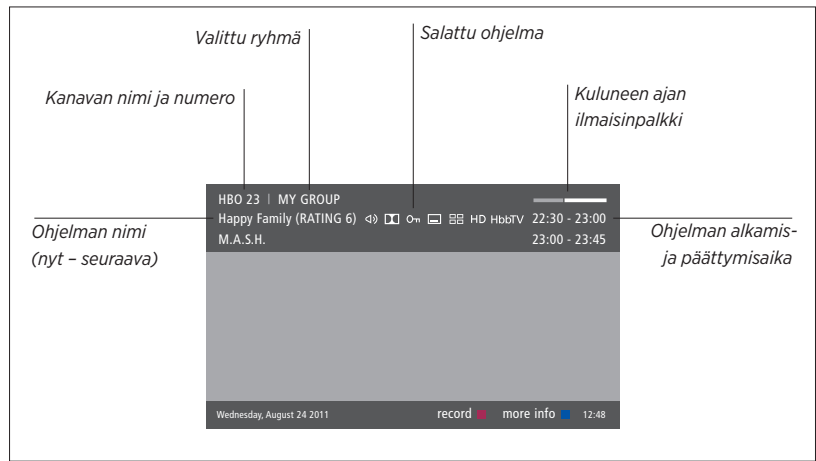 Valittu ryhmä
Salattu ohjelma
Kanavan nimi ja numero
Kuluneen ajan
ilmaisinpalkki
HBO 23 | MY GROUP
Happy Family (RATING 6) HD HbbTV 22:30 - 23:00
M.A.S.H. 23:00 - 23:45
Ohjelman nimi
(nyt – seuraava)
Ohjelman alkamis-
ja päättymisaika
Wednesday, August 24 2011 record more info 12:48